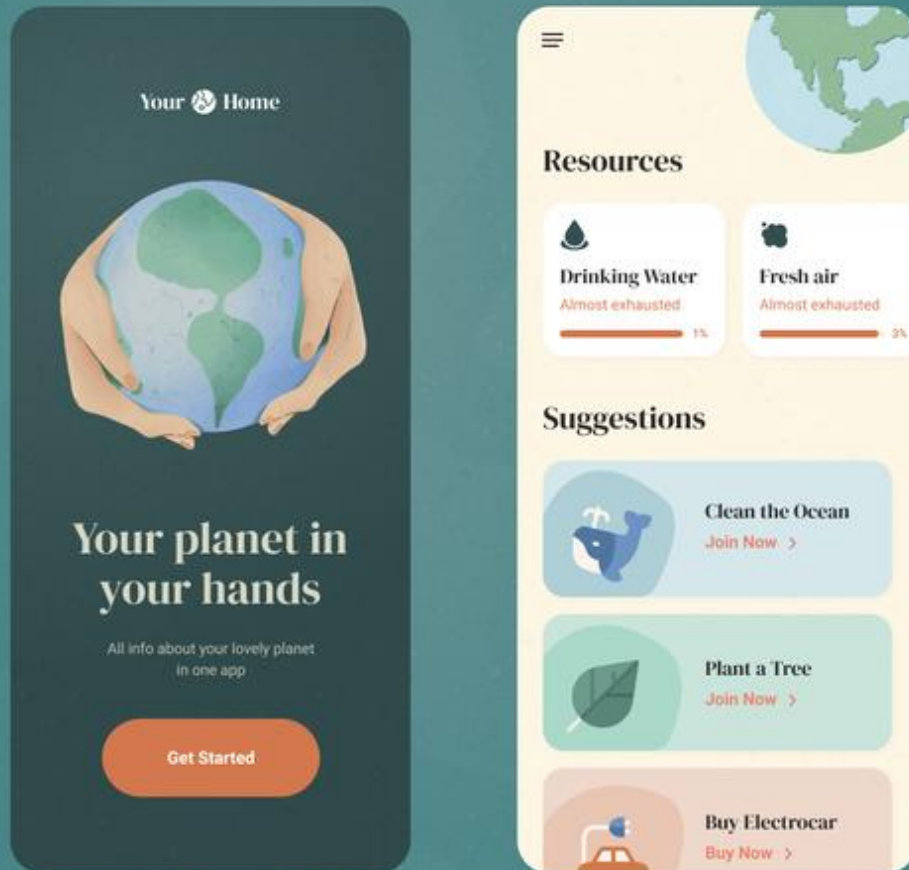 Your Home
Your planet in
your hands
All info about your lovely planet
in one app
Get Started
Resources
Drinking Water
Almost exhausted
1%
Fresh air
Almost exhausted
3%
Suggestions
Clean the Ocean
Join Now >
Plant a Tree
Join Now >
Buy Electrocar
Buy Now >